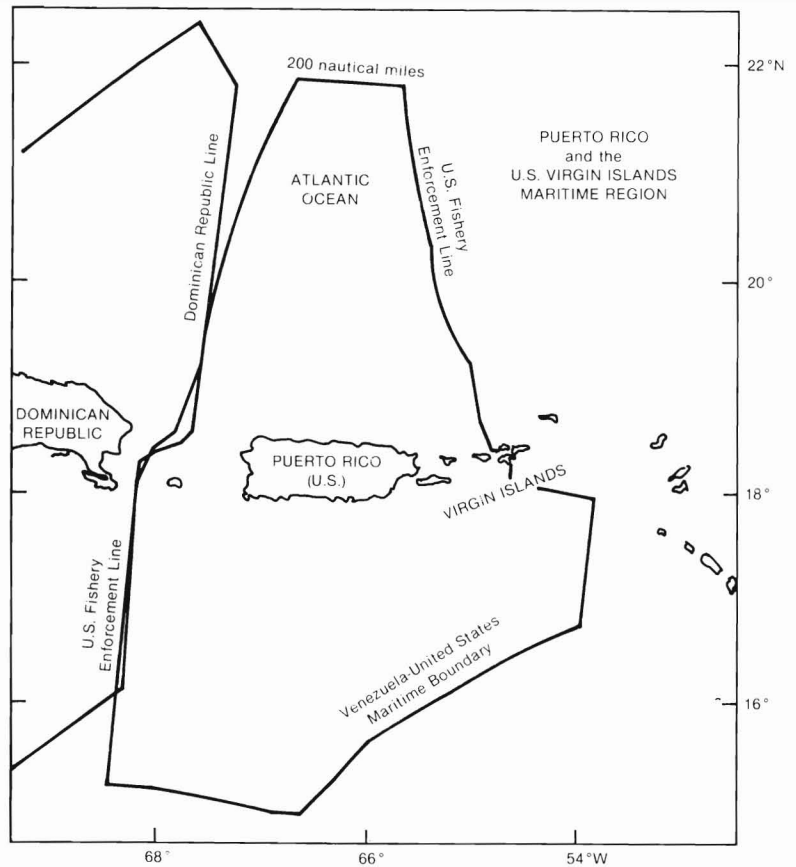 200 nautical miles
22°N
PUERTO RICO
and the
U.S. VIRGIN ISLANDS
MARITIME REGION
ATLANTIC
OCEAN
U.S. Fishery
Enforcement Line
Dominican Republic Line
20°
DOMINICAN
REPUBLIC
PUERTO RICO
(U.S.)
VIRGIN ISLANDS
18°
U.S. Fishery
Enforcement Line
Venezuela-United States
Maritime Boundary
16°
68°
66°
54°W